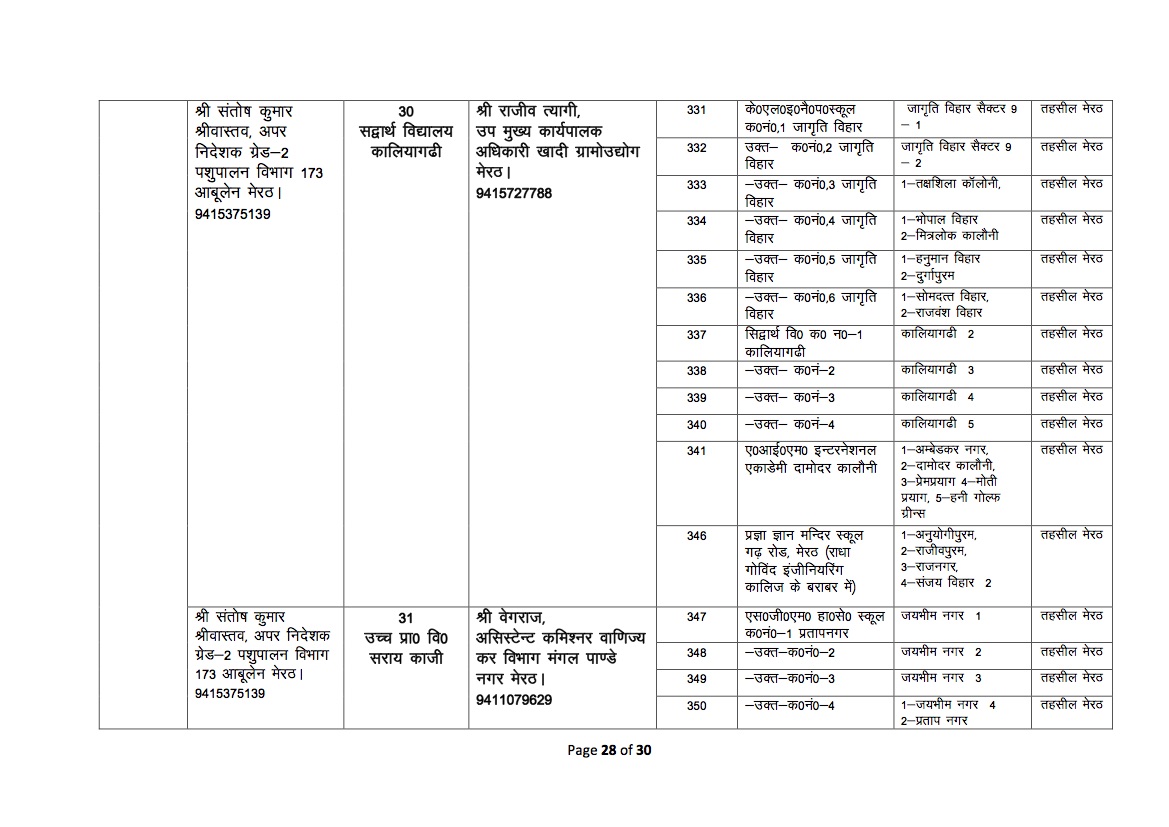 श्री संतोष कुमार
श्रीवास्तव, अपर
निदेशक ग्रेड–2
पशुपालन विभाग 173
आबूलेन मेरठ।
9415375139
30
सद्वार्थ विद्यालय
कालियागढी
श्री राजीव त्यागी,
उप मुख्य कार्यपालक
अधिकारी खादी ग्रामोउद्योग
मेरठ।
9415727788
331
के0एल0इ0नै0प0स्कूल
क0नं0,1 जागृति विहार
जागृति विहार सैक्टर 9
– 1
तहसील मेरठ
332
उक्त– क0नं0,2 जागृति
विहार
जागृति विहार सैक्टर 9
– 2
तहसील मेरठ
333
–उक्त– क0नं0,3 जागृति
विहार
1–तक्षशिला कॉलोनी,
तहसील मेरठ
334
–उक्त– क0नं0,4 जागृति
विहार
1–भोपाल विहार
2–मित्रलोक कालौनी
तहसील मेरठ
335
–उक्त– क0नं0,5 जागृति
विहार
1–हनुमान विहार
2–दुर्गापुरम
तहसील मेरठ
336
–उक्त– क0नं0,6 जागृति
विहार
1–सोमदत्त विहार,
2–राजवंश विहार
तहसील मेरठ
337
सिद्वार्थ वि0 क0 न0–1
कालियागढी
कालियागढी 2
तहसील मेरठ
338
–उक्त– क0नं–2
कालियागढी 3
तहसील मेरठ
339
–उक्त– क0नं–3
कालियागढी 4
तहसील मेरठ
340
–उक्त– क0नं–4
कालियागढी 5
तहसील मेरठ
341
ए0आई0एम0 इन्टरनेशनल
एकाडेमी दामोदर कालौनी
1–अम्बेडकर नगर,
2–दामोदर कालौनी,
3–प्रेमप्रयाग 4–मोती
प्रयाग, 5–हनी गोल्फ
ग्रीन्स
तहसील मेरठ
346
प्रज्ञा ज्ञान मन्दिर स्कूल
गढ़ रोड, मेरठ (राधा
गोविंद इंजीनियरिंग
कालिज के बराबर में)
1–अनुयोगीपुरम,
2–राजीवपुरम,
3–राजनगर,
4–संजय विहार 2
तहसील मेरठ
श्री संतोष कुमार
श्रीवास्तव, अपर निदेशक
ग्रेड–2 पशुपालन विभाग
173 आबूलेन मेरठ।
9415375139
31
उच्च प्रा0 वि0
सराय काजी
श्री वेगराज,
असिस्टेन्ट कमिश्नर वाणिज्य
कर विभाग मंगल पाण्डे
नगर मेरठ।
9411079629
347
एस0जी0एम0 हा0से0 स्कूल
क0नं0–1 प्रतापनगर
जयभीम नगर 1
तहसील मेरठ
348
–उक्त–क0नं0–2
जयभीम नगर 2
तहसील मेरठ
349
–उक्त–क0नं0–3
जयभीम नगर 3
तहसील मेरठ
350
–उक्त–क0नं0–4
1–जयभीम नगर 4
2–प्रताप नगर
तहसील मेरठ
Page 28 of 30